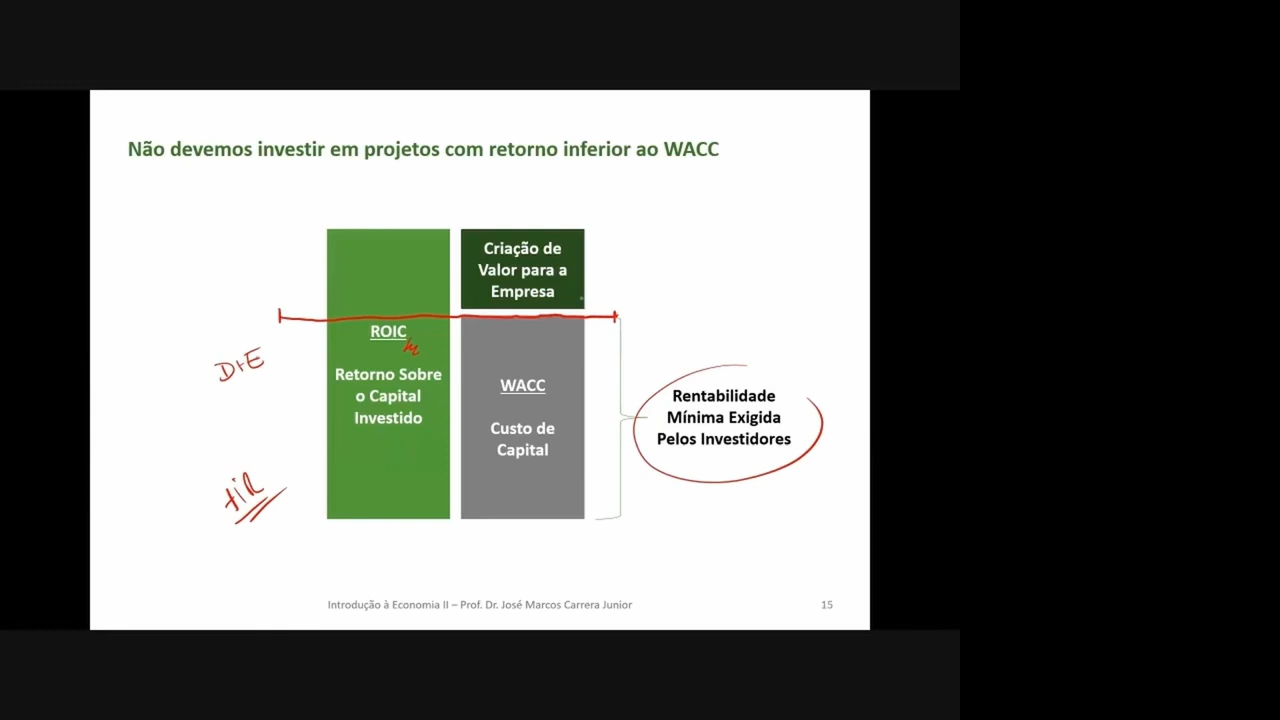 Não devemos investir em projetos com retorno inferior ao WACC
Criação de
Valor para a
Empresa
ROIC
Retorno Sobre
o Capital
Investido
WACC
Custo de
Capital
Rentabilidade
Mínima Exigida
Pelos Investidores
D+E
TIR
Introdução à Economia II – Prof. Dr. José Marcos Carrera Junior
15